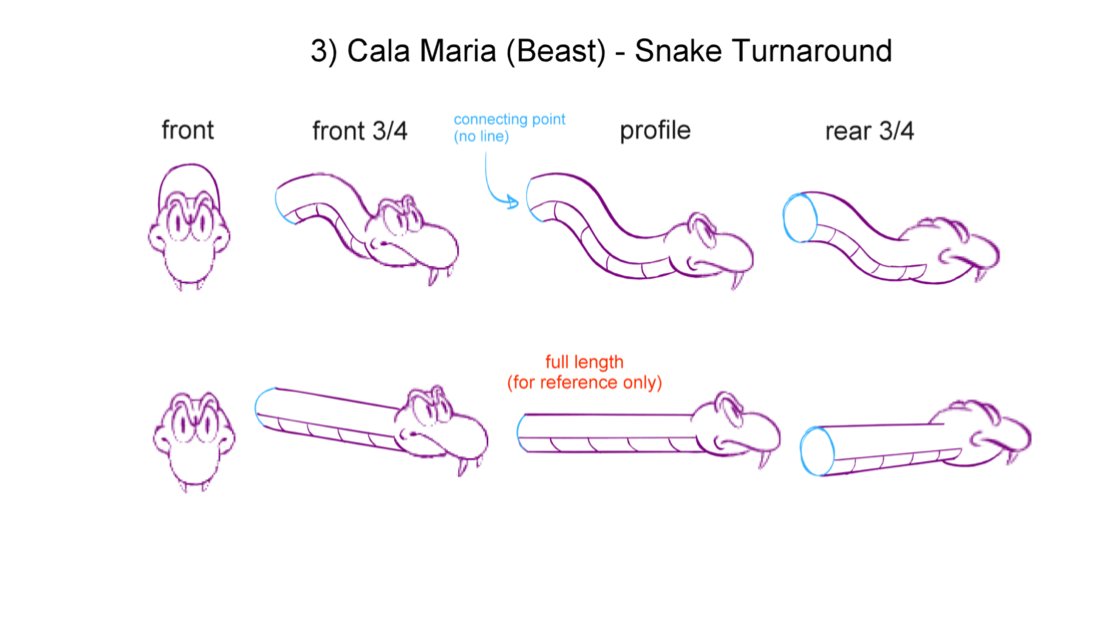 3) Cala Maria (Beast) - Snake Turnaround
front
front 3/4
connecting point
(no line)
profile
rear 3/4
full length
(for reference only)